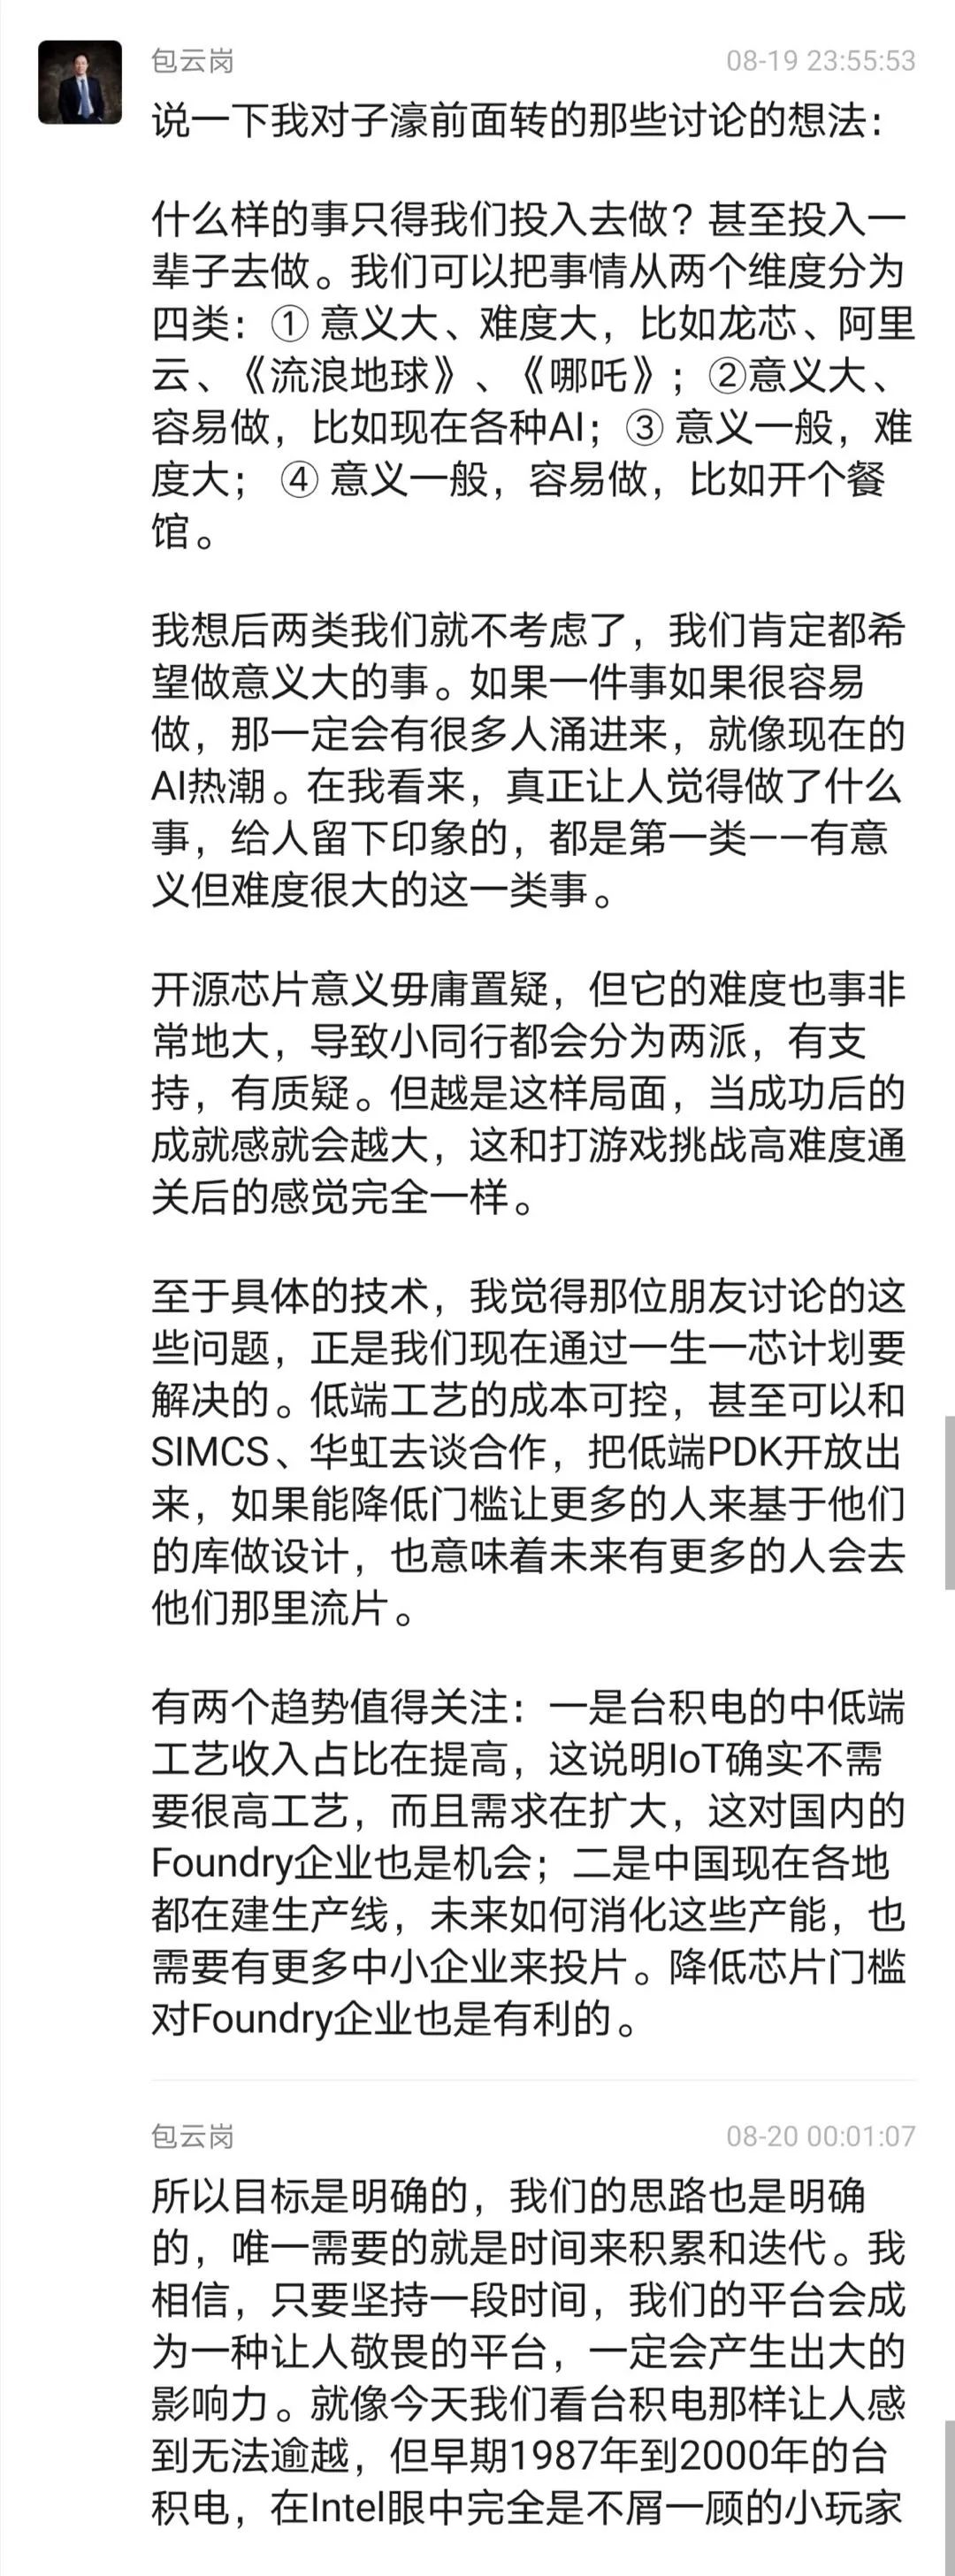 包云岗 08-19 23:55:53
说一下我对子濠前面转的那些讨论的想法：
什么样的事只得我们投入去做？甚至投入一
辈子去做。我们可以把事情从两个维度分为
四类：① 意义大、难度大，比如龙芯、阿里
云、《流浪地球》、《哪吒》；②意义大、
容易做，比如现在各种AI；③ 意义一般，难
度大； ④ 意义一般，容易做，比如开个餐
馆。
我想后两类我们就不考虑了，我们肯定都希
望做意义大的事。如果一件事如果很容易
做，那一定会有很多人涌进来，就像现在的
AI热潮。在我看来，真正让人觉得做了什么
事，给人留下印象的，都是第一类——有意
义但难度很大的这一类事。
开源芯片意义毋庸置疑，但它的难度也事非
常地大，导致小同行都会分为两派，有支
持，有质疑。但越是这样局面，当成功后的
成就感就会越大，这和打游戏挑战高难度通
关后的感觉完全一样。
至于具体的技术，我觉得那位朋友讨论的这
些问题，正是我们现在通过一生一芯计划要
解决的。低端工艺的成本可控，甚至可以和
SIMCS、华虹去谈合作，把低端PDK开放出
来，如果能降低门槛让更多的人来基于他们
的库做设计，也意味着未来有更多的人会去
他们那里流片。
有两个趋势值得关注：一是台积电的中低端
工艺收入占比在提高，这说明IoT确实不需
要很高工艺，而且需求在扩大，这对国内的
Foundry企业也是机会；二是中国现在各地
都在建生产线，未来如何消化这些产能，也
需要有更多中小企业来投片。降低芯片门槛
对Foundry企业也是有利的。
包云岗 08-20 00:01:07
所以目标是明确的，我们的思路也是明确
的，唯一需要的就是时间来积累和迭代。我
相信，只要坚持一段时间，我们的平台会成
为一种让人敬畏的平台，一定会产生出大的
影响力。就像今天我们看台积电那样让人感
到无法逾越，但早期1987年到2000年的台
积电，在Intel眼中完全是不屑一顾的小玩家